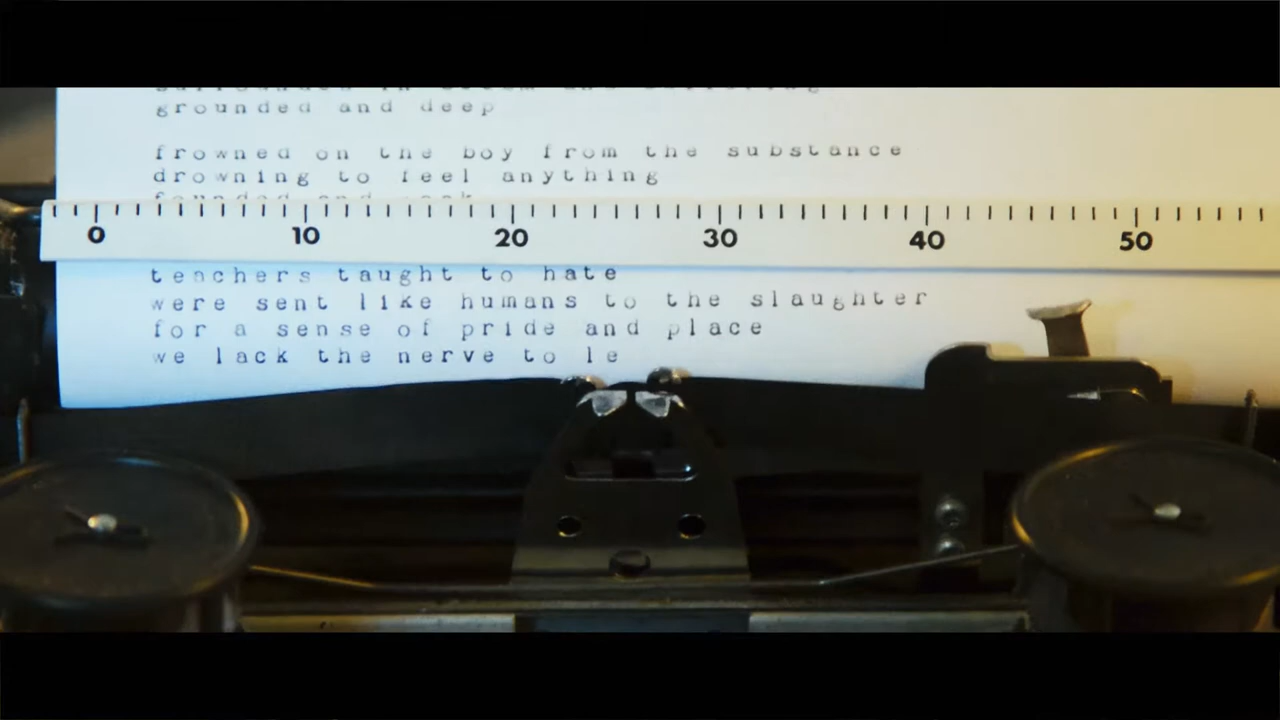 grounded and deep
frowned on the boy from the substance
drowning to feel anything
0 10 20 30 40 50
teachers taught to hate
were sent like humans to the slaughter
for a sense of pride and place
we lack the nerve to le